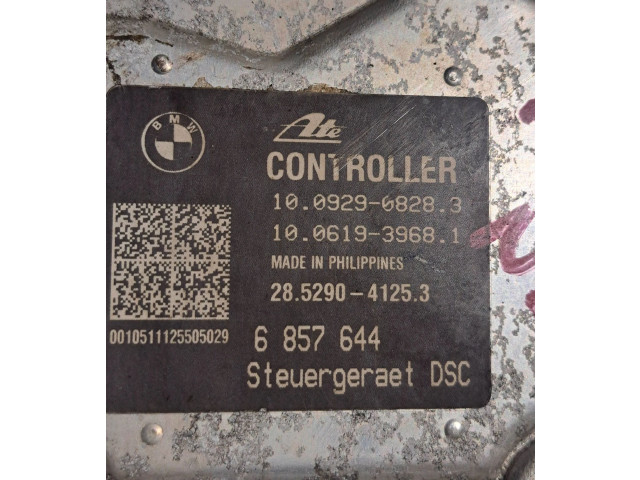 BMW
Ate
CONTROLLER
10.0929-0828.3
10.0619-3968.1
MADE IN PHILIPPINES
28.5290-4125.3
0010511125505029
6 857 644
Steuergeraet DSC